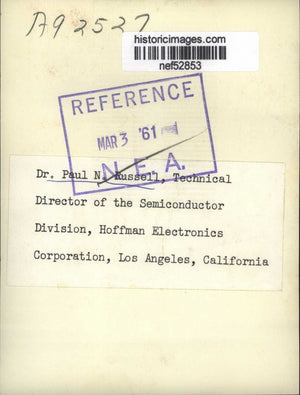 A92527
historicimages.com
nef52853
REFERENCE
MAR 3 '61
N. E. A.
Dr. Paul N. Russell, Technical
Director of the Semiconductor
Division, Hoffman Electronics
Corporation, Los Angeles, California